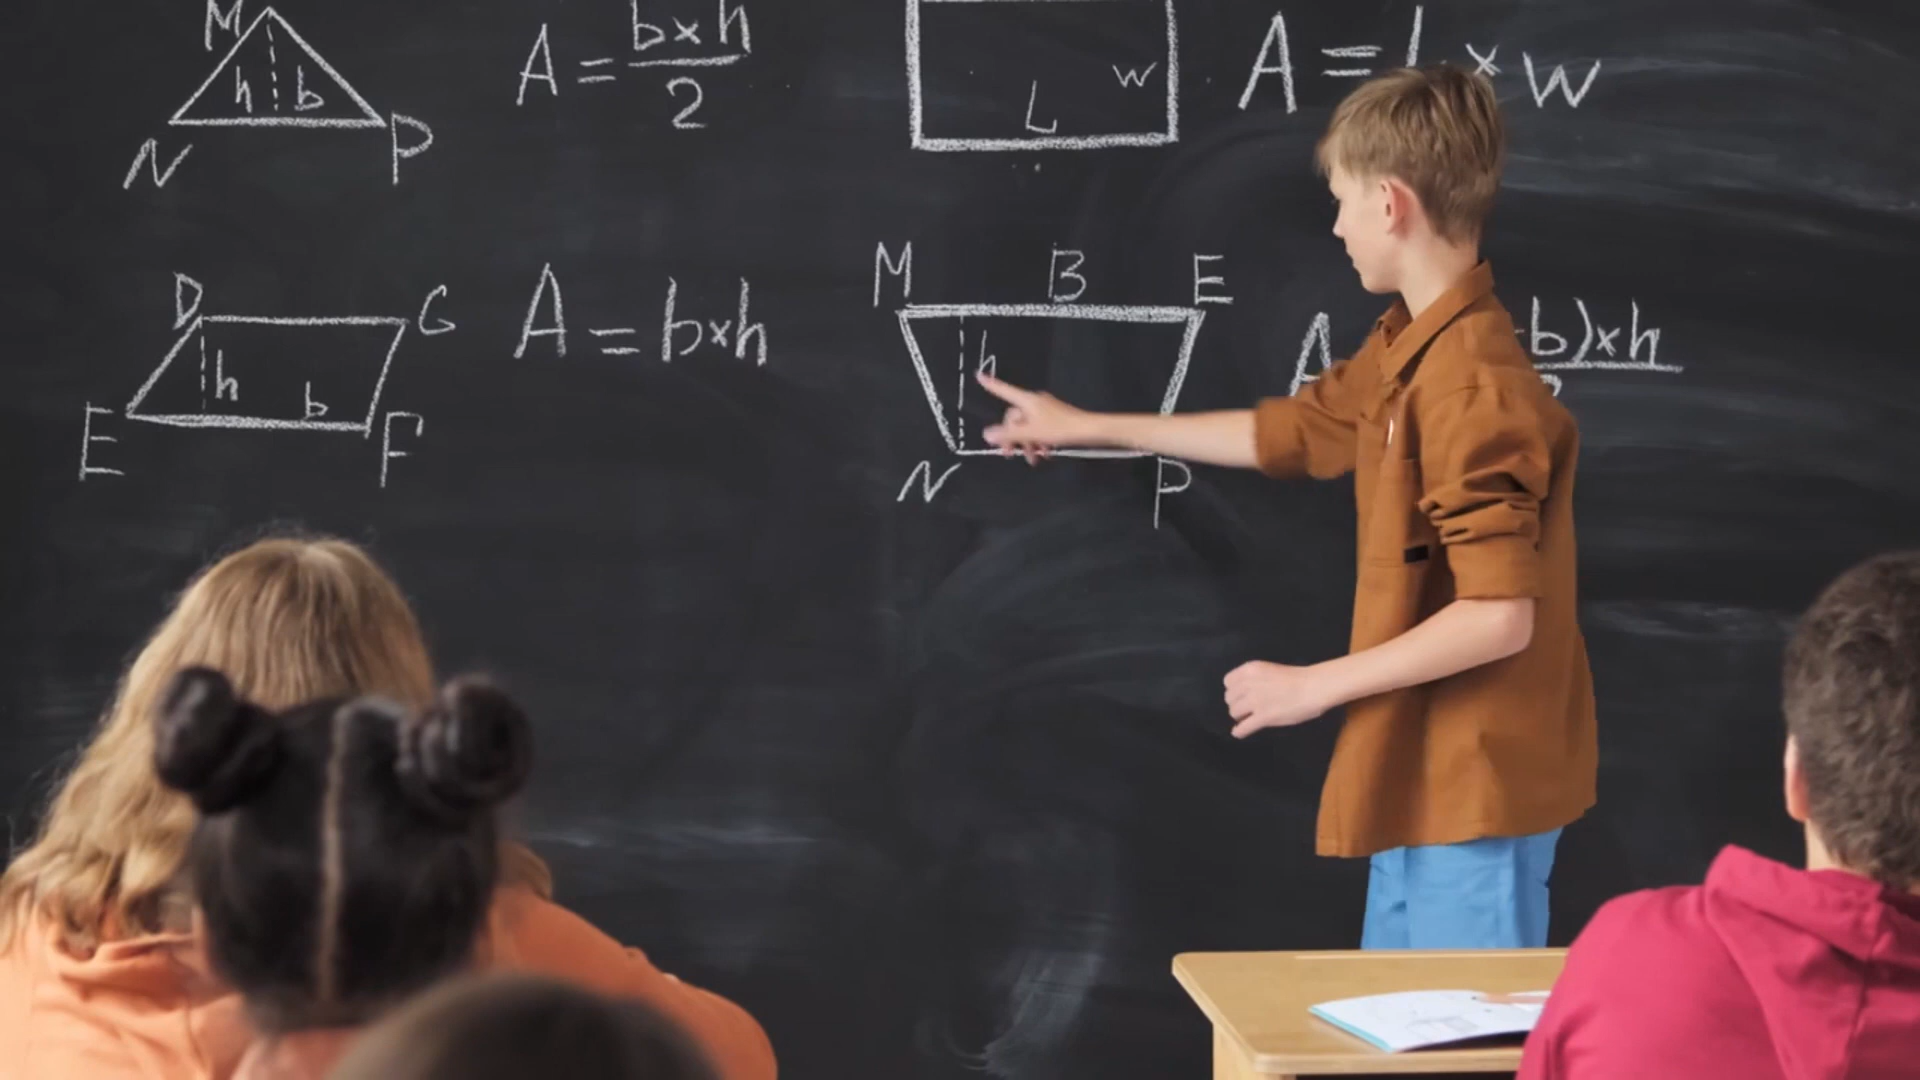 M
h b
N P
A = b×h / 2
L w
A = L × w
D G
h b
E F
A = b×h
M B E
h
N P
A b)×h